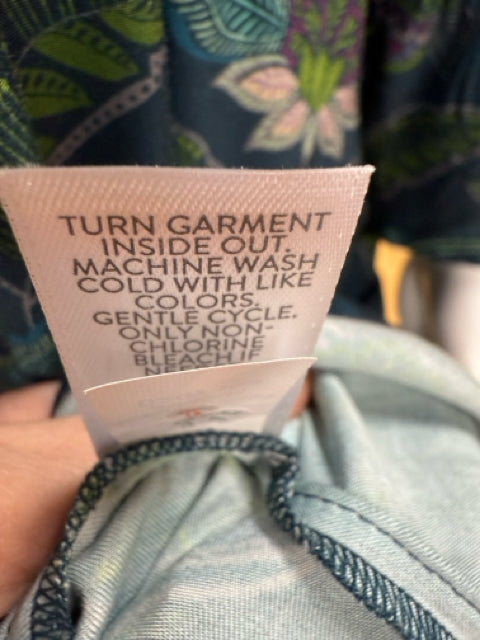 TURN GARMENT
INSIDE OUT.
MACHINE WASH
COLD WITH LIKE
COLORS.
GENTLE CYCLE.
ONLY NON-
CHLORINE
BLEACH IF